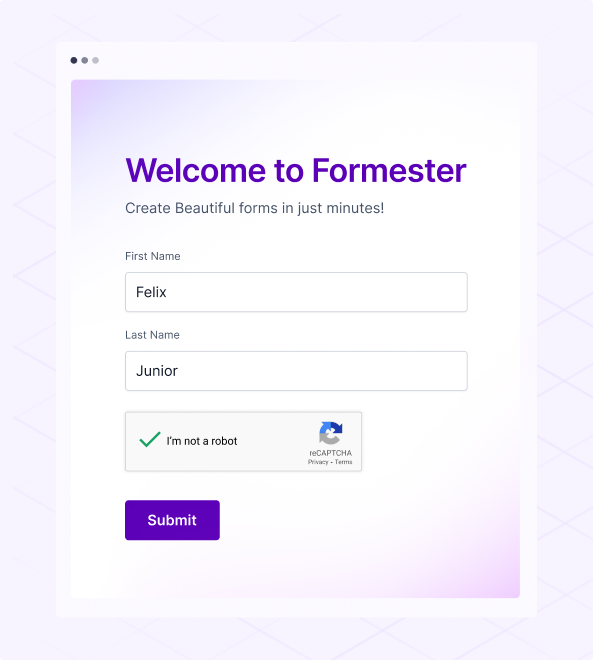 Welcome to Formester
Create Beautiful forms in just minutes!
First Name
Felix
Last Name
Junior
I'm not a robot
reCAPTCHA
Privacy - Terms
Submit